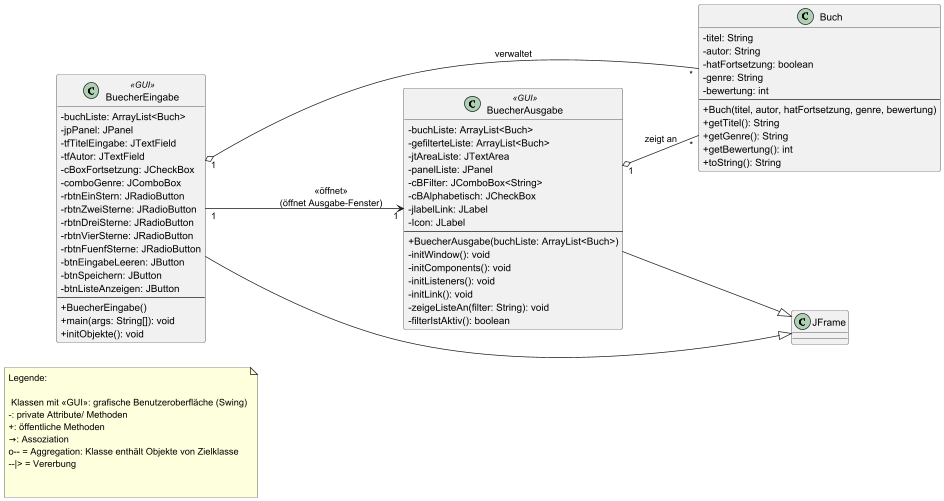 C Buch
-titel: String
-autor: String
-hatFortsetzung: boolean
-genre: String
-bewertung: int
+Buch(titel, autor, hatFortsetzung, genre, bewertung)
+getTitel(): String
+getGenre(): String
+getBewertung(): int
+toString(): String
verwaltet
*
«GUI»
C BuecherEingabe
-buchListe: ArrayList<Buch>
-jpPanel: JPanel
-tfTitelEingabe: JTextField
-tfAutor: JTextField
-cBoxFortsetzung: JCheckBox
-comboGenre: JComboBox
-rbtnEinStern: JRadioButton
-rbtnZweiSterne: JRadioButton
-rbtnDreiSterne: JRadioButton
-rbtnVierSterne: JRadioButton
-rbtnFuenfSterne: JRadioButton
-btnEingabeLeeren: JButton
-btnSpeichern: JButton
-btnListeAnzeigen: JButton
+BuecherEingabe()
+main(args: String[]): void
+initObjekte(): void
1
1
«öffnet»
(öffnet Ausgabe-Fenster)
1
«GUI»
C BuecherAusgabe
-buchListe: ArrayList<Buch>
-gefilterteListe: ArrayList<Buch>
-jtAreaListe: JTextArea
-panelListe: JPanel
-cBFilter: JComboBox<String>
-cBAlphabetisch: JCheckBox
-jlabelLink: JLabel
-Icon: JLabel
+BuecherAusgabe(buchListe: ArrayList<Buch>)
-initWindow(): void
-initComponents(): void
-initListeners(): void
-initLink(): void
-zeigeListeAn(filter: String): void
-filterIstAktiv(): boolean
zeigt an
*
1
C JFrame
Legende:
Klassen mit «GUI»: grafische Benutzeroberfläche (Swing)
-: private Attribute/ Methoden
+: öffentliche Methoden
→: Assoziation
o-- = Aggregation: Klasse enthält Objekte von Zielklasse
--|> = Vererbung